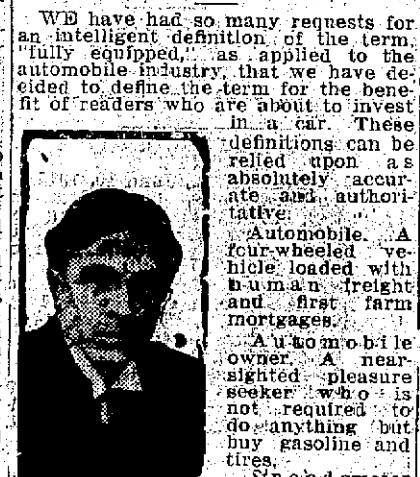 WE have had so many requests for
an intelligent definition of the term,
"fully equipped," as applied to the
automobile industry, that we have de-
cided to define the term for the bene-
fit of readers who are about to invest
in a car. These
definitions can be
relied upon as
absolutely accur-
ate and authori-
tative:
Automobile. A
four-wheeled ve-
hicle loaded with
human freight
and first farm
mortgages.
Automobile
owner. A near-
sighted pleasure
seeker who is
not required to
do anything but
buy gasoline and
tires.